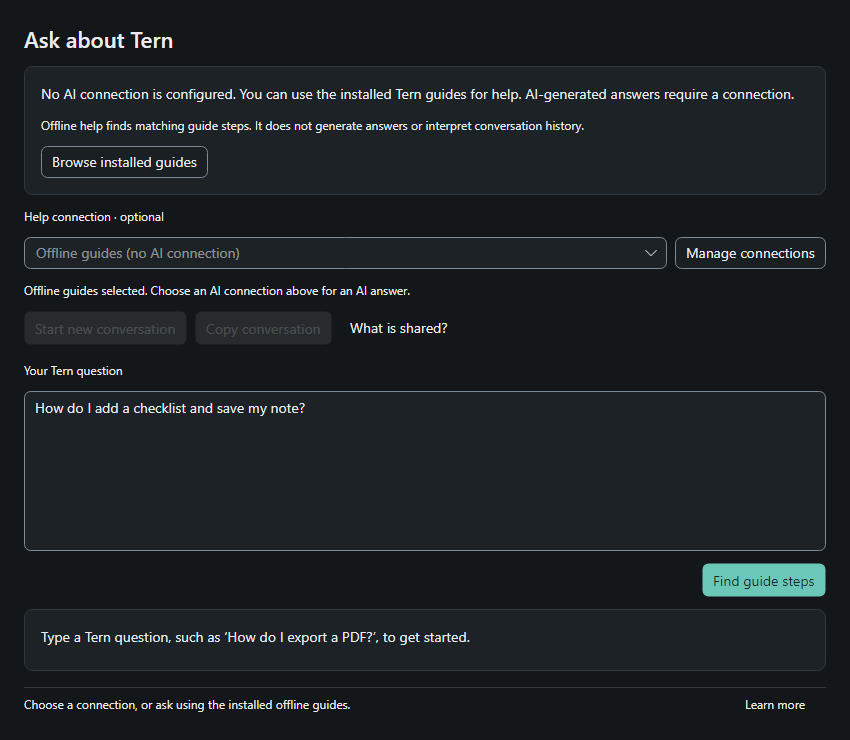 Ask about Tern
No AI connection is configured. You can use the installed Tern guides for help. AI-generated answers require a connection.
Offline help finds matching guide steps. It does not generate answers or interpret conversation history.
Browse installed guides
Help connection · optional
Offline guides (no AI connection)
Manage connections
Offline guides selected. Choose an AI connection above for an AI answer.
Start new conversation
Copy conversation
What is shared?
Your Tern question
How do I add a checklist and save my note?
Find guide steps
Type a Tern question, such as ‘How do I export a PDF?’, to get started.
Choose a connection, or ask using the installed offline guides.
Learn more